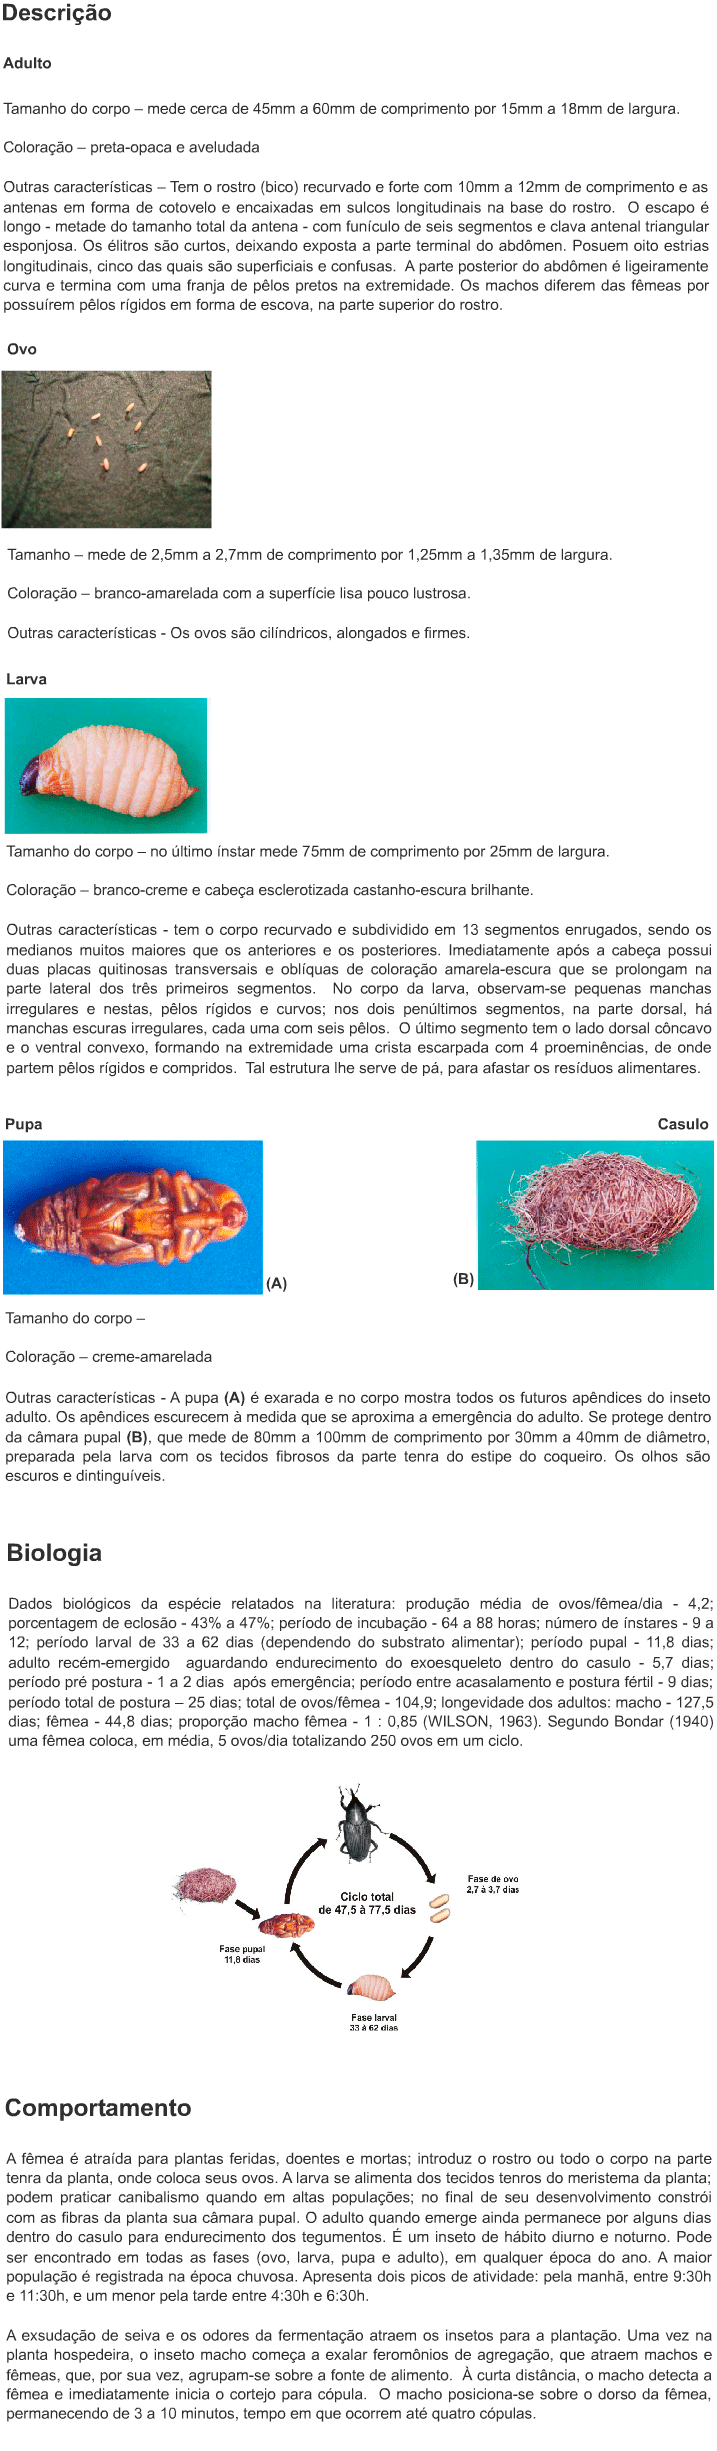 Descrição
Adulto
Tamanho do corpo – mede cerca de 45mm a 60mm de comprimento por 15mm a 18mm de largura.
Coloração – preta-opaca e aveludada
Outras características – Tem o rostro (bico) recurvado e forte com 10mm a 12mm de comprimento e as
antenas em forma de cotovelo e encaixadas em sulcos longitudinais na base do rostro.  O escapo é
longo - metade do tamanho total da antena - com funículo de seis segmentos e clava antenal triangular
esponjosa. Os élitros são curtos, deixando exposta a parte terminal do abdômen. Posuem oito estrias
longitudinais, cinco das quais são superficiais e confusas.  A parte posterior do abdômen é ligeiramente
curva e termina com uma franja de pêlos pretos na extremidade. Os machos diferem das fêmeas por
possuírem pêlos rígidos em forma de escova, na parte superior do rostro.
Ovo
Tamanho – mede de 2,5mm a 2,7mm de comprimento por 1,25mm a 1,35mm de largura.
Coloração – branco-amarelada com a superfície lisa pouco lustrosa.
Outras características - Os ovos são cilíndricos, alongados e firmes.
Larva
Tamanho do corpo – no último ínstar mede 75mm de comprimento por 25mm de largura.
Coloração – branco-creme e cabeça esclerotizada castanho-escura brilhante.
Outras características - tem o corpo recurvado e subdividido em 13 segmentos enrugados, sendo os
medianos muitos maiores que os anteriores e os posteriores. Imediatamente após a cabeça possui
duas placas quitinosas transversais e oblíquas de coloração amarela-escura que se prolongam na
parte lateral dos três primeiros segmentos.  No corpo da larva, observam-se pequenas manchas
irregulares e nestas, pêlos rígidos e curvos; nos dois penúltimos segmentos, na parte dorsal, há
manchas escuras irregulares, cada uma com seis pêlos.  O último segmento tem o lado dorsal côncavo
e o ventral convexo, formando na extremidade uma crista escarpada com 4 proeminências, de onde
partem pêlos rígidos e compridos.  Tal estrutura lhe serve de pá, para afastar os resíduos alimentares.
Pupa
Casulo
(A)
(B)
Tamanho do corpo –
Coloração – creme-amarelada
Outras características - A pupa (A) é exarada e no corpo mostra todos os futuros apêndices do inseto
adulto. Os apêndices escurecem à medida que se aproxima a emergência do adulto. Se protege dentro
da câmara pupal (B), que mede de 80mm a 100mm de comprimento por 30mm a 40mm de diâmetro,
preparada pela larva com os tecidos fibrosos da parte tenra do estipe do coqueiro. Os olhos são
escuros e dintinguíveis.
Biologia
Dados biológicos da espécie relatados na literatura: produção média de ovos/fêmea/dia - 4,2;
porcentagem de eclosão - 43% a 47%; período de incubação - 64 a 88 horas; número de ínstares - 9 a
12; período larval de 33 a 62 dias (dependendo do substrato alimentar); período pupal - 11,8 dias;
adulto recém-emergido  aguardando endurecimento do exoesqueleto dentro do casulo - 5,7 dias;
período pré postura - 1 a 2 dias  após emergência; período entre acasalamento e postura fértil - 9 dias;
período total de postura – 25 dias; total de ovos/fêmea - 104,9; longevidade dos adultos: macho - 127,5
dias; fêmea - 44,8 dias; proporção macho fêmea - 1 : 0,85 (WILSON, 1963). Segundo Bondar (1940)
uma fêmea coloca, em média, 5 ovos/dia totalizando 250 ovos em um ciclo.
Fase de ovo
2,7 à 3,7 dias
Ciclo total
de 47,5 à 77,5 dias
Fase pupal
11,8 dias
Fase larval
33 à 62 dias
Comportamento
A fêmea é atraída para plantas feridas, doentes e mortas; introduz o rostro ou todo o corpo na parte
tenra da planta, onde coloca seus ovos. A larva se alimenta dos tecidos tenros do meristema da planta;
podem praticar canibalismo quando em altas populações; no final de seu desenvolvimento constrói
com as fibras da planta sua câmara pupal. O adulto quando emerge ainda permanece por alguns dias
dentro do casulo para endurecimento dos tegumentos. É um inseto de hábito diurno e noturno. Pode
ser encontrado em todas as fases (ovo, larva, pupa e adulto), em qualquer época do ano. A maior
população é registrada na época chuvosa. Apresenta dois picos de atividade: pela manhã, entre 9:30h
e 11:30h, e um menor pela tarde entre 4:30h e 6:30h.
A exsudação de seiva e os odores da fermentação atraem os insetos para a plantação. Uma vez na
planta hospedeira, o inseto macho começa a exalar feromônios de agregação, que atraem machos e
fêmeas, que, por sua vez, agrupam-se sobre a fonte de alimento.  À curta distância, o macho detecta a
fêmea e imediatamente inicia o cortejo para cópula.  O macho posiciona-se sobre o dorso da fêmea,
permanecendo de 3 a 10 minutos, tempo em que ocorrem até quatro cópulas.